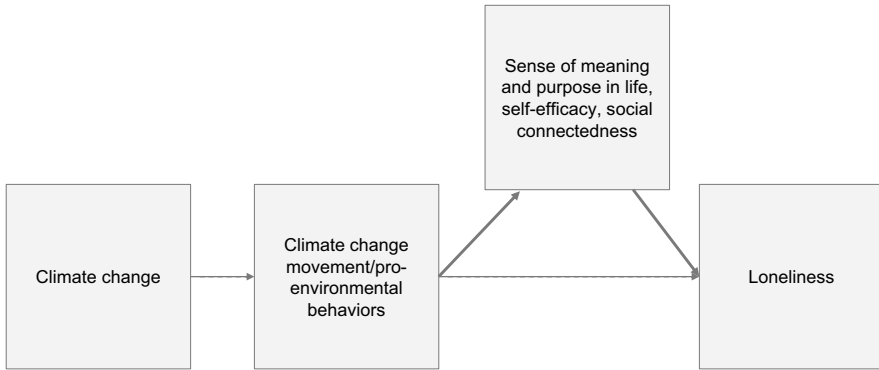 Sense of meaning
and purpose in life,
self-efficacy, social
connectedness
Climate change
Climate change
movement/pro-
environmental
behaviors
Loneliness